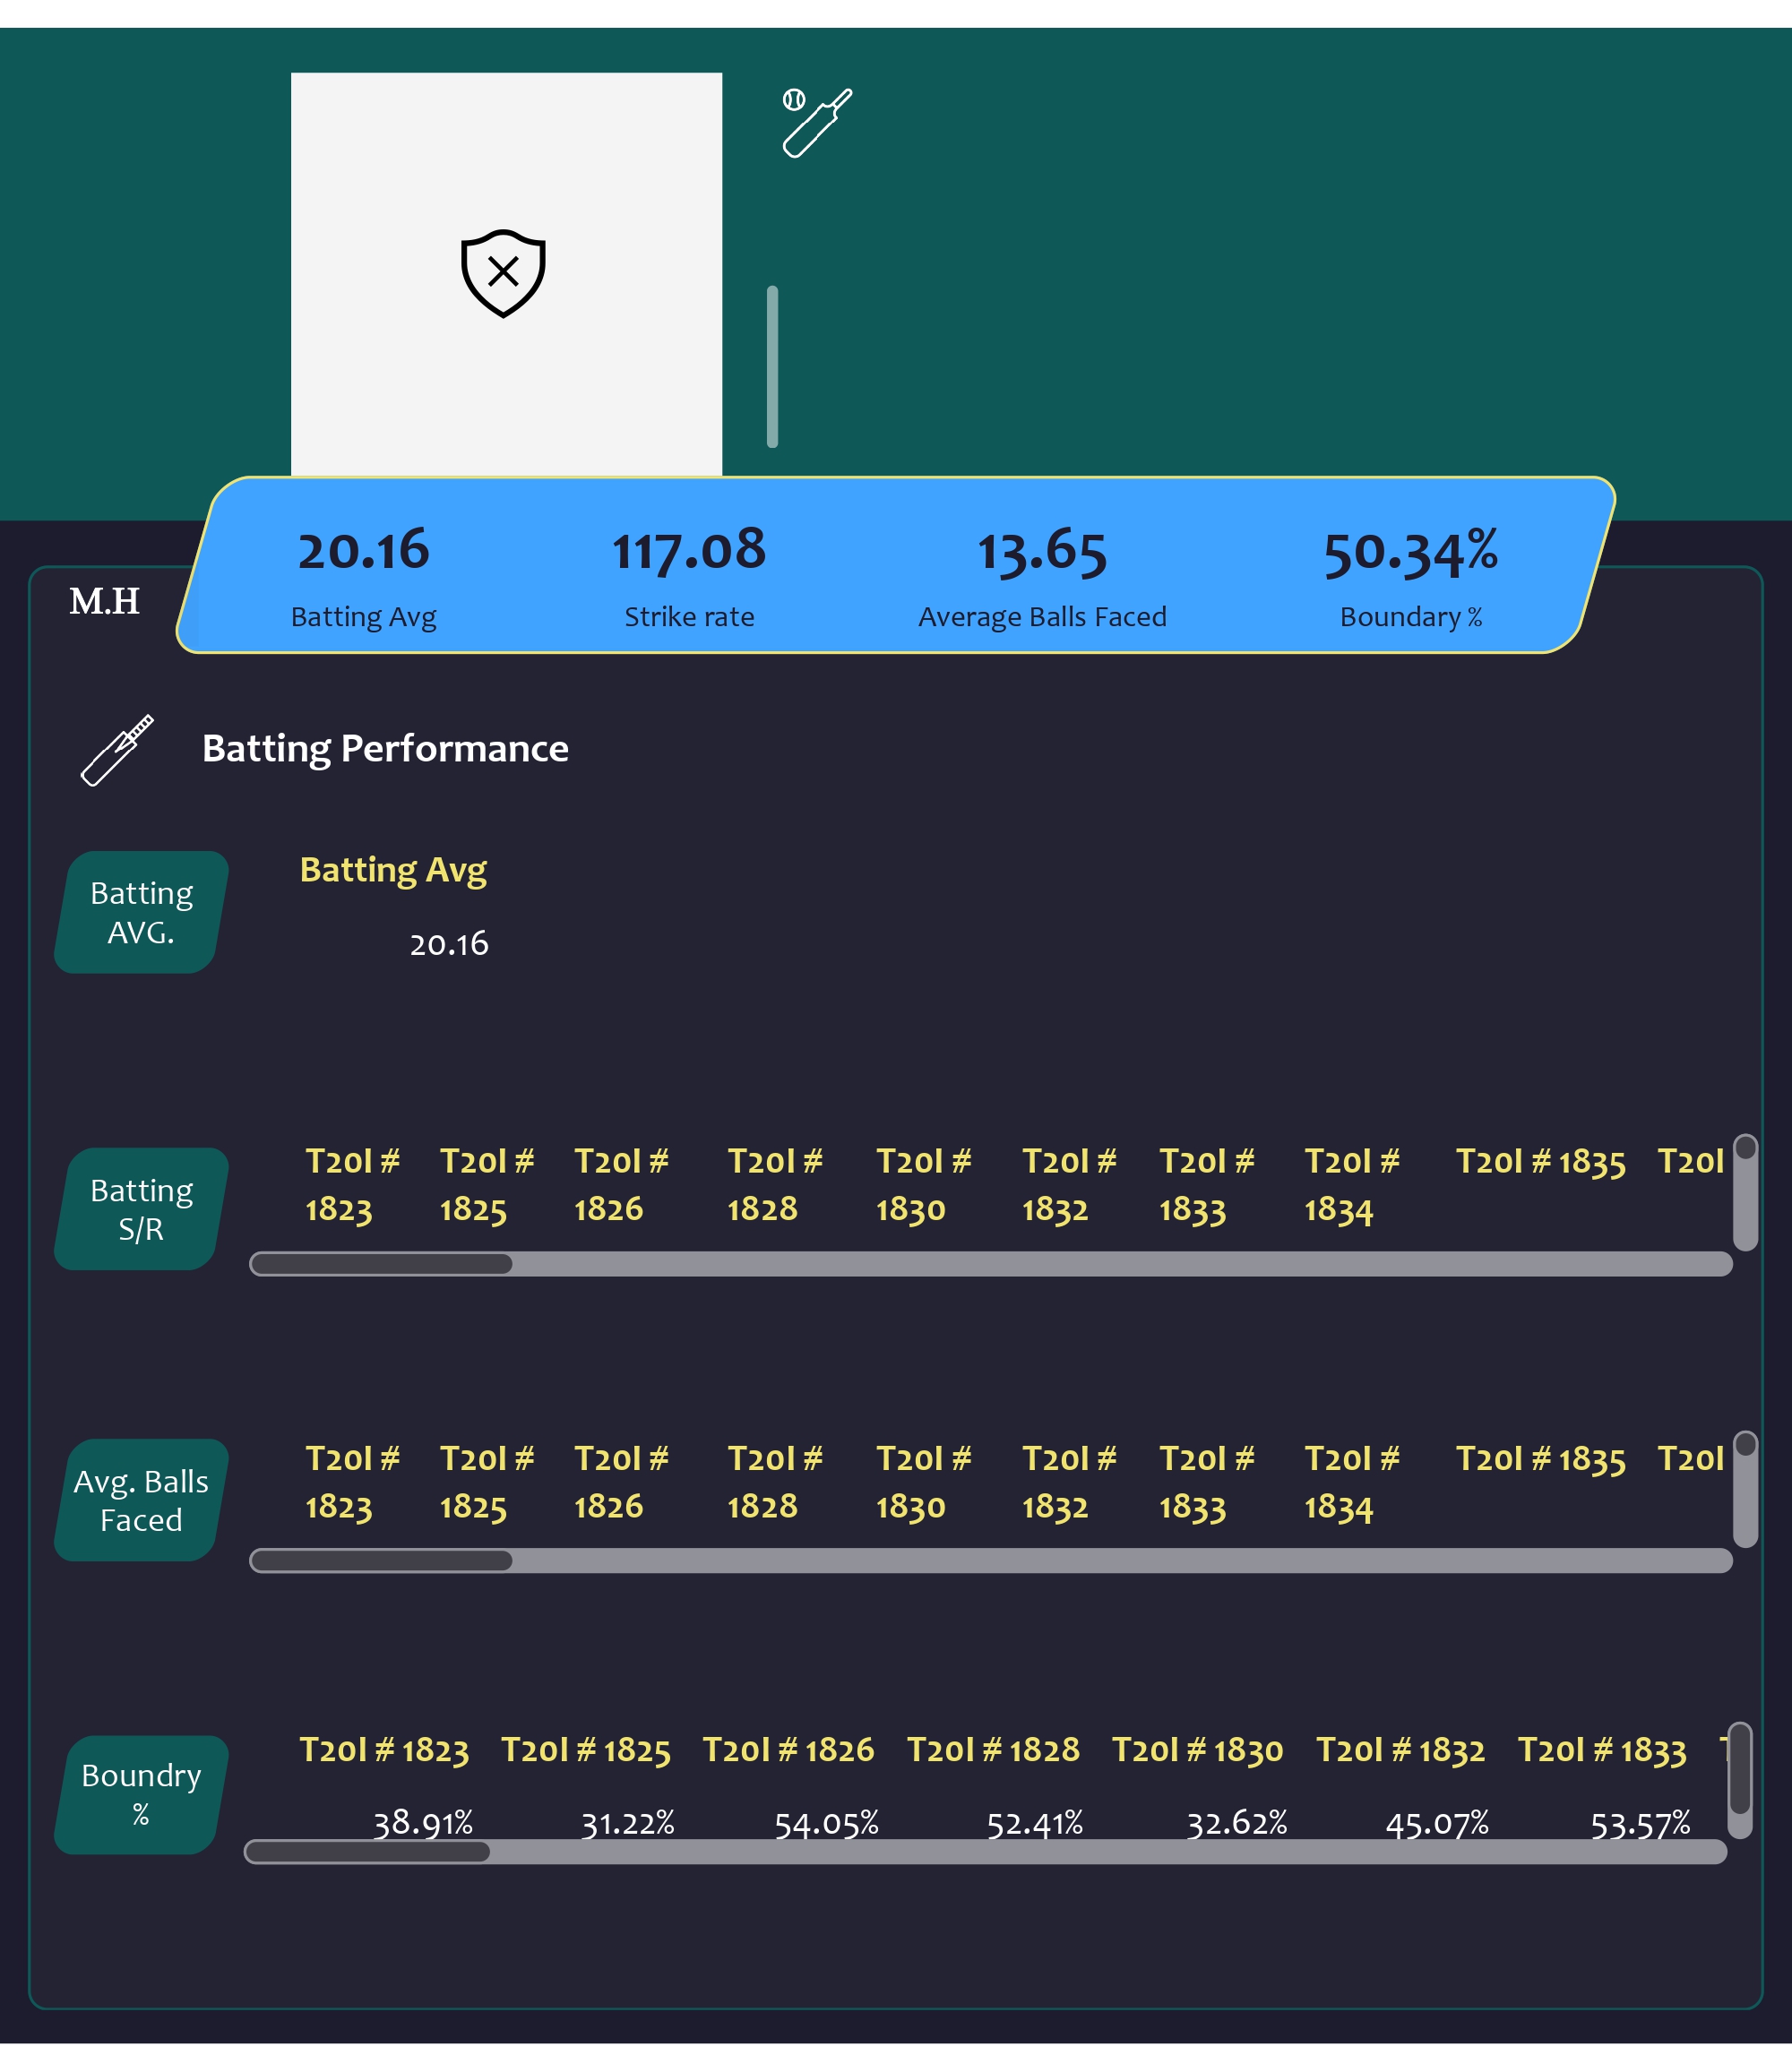 20.16 117.08 13.65 50.34%
Batting Avg Strike rate Average Balls Faced Boundary %
M.H
Batting Performance
Batting
AVG.
Batting Avg
20.16
Batting
S/R
T20I # T20I # T20I # T20I # T20I # T20I # T20I # T20I # T20I # 1835 T20I
1823 1825 1826 1828 1830 1832 1833 1834
Avg. Balls
Faced
T20I # T20I # T20I # T20I # T20I # T20I # T20I # T20I # T20I # 1835 T20I
1823 1825 1826 1828 1830 1832 1833 1834
Boundry
%
T20I # 1823 T20I # 1825 T20I # 1826 T20I # 1828 T20I # 1830 T20I # 1832 T20I # 1833
38.91% 31.22% 54.05% 52.41% 32.62% 45.07% 53.57%